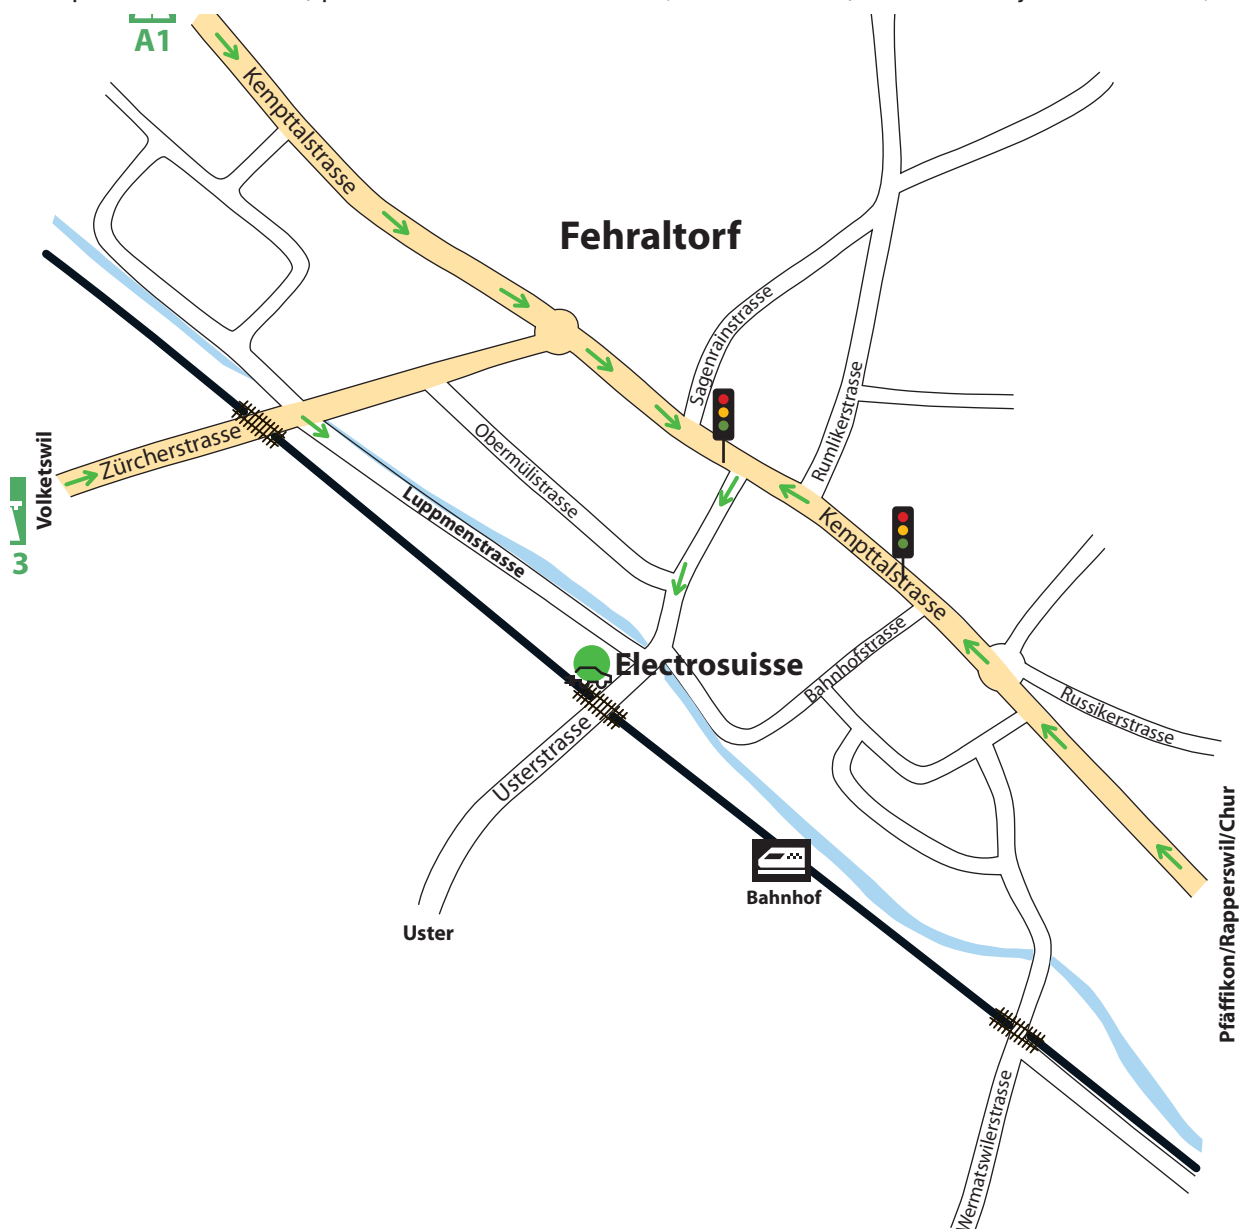 A1
Kempttalstrasse
Fehraltorf
Sagenrainstrasse
Rumlikerstrasse
Zürcherstrasse
Volketswil
3
Obermülistrasse
Luppmenstrasse
Kempttalstrasse
Electrosuisse
Bahnhofstrasse
Russikerstrasse
Usterstrasse
Pfäffikon/Rapperswil/Chur
Bahnhof
Uster
Wermatswilerstrasse